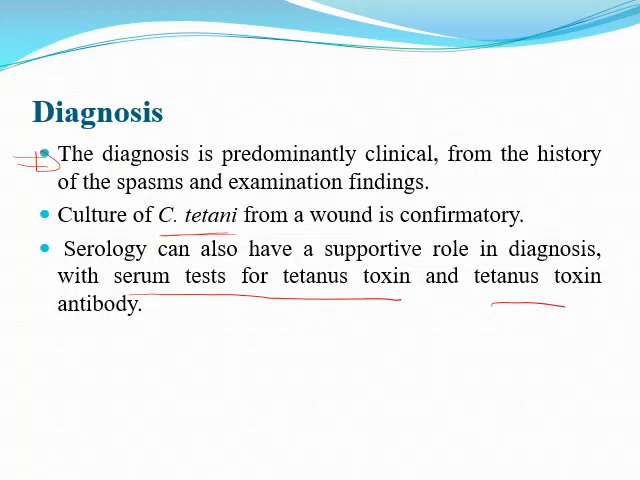 Diagnosis
The diagnosis is predominantly clinical, from the history
of the spasms and examination findings.
Culture of C. tetani from a wound is confirmatory.
Serology can also have a supportive role in diagnosis,
with serum tests for tetanus toxin and tetanus toxin
antibody.